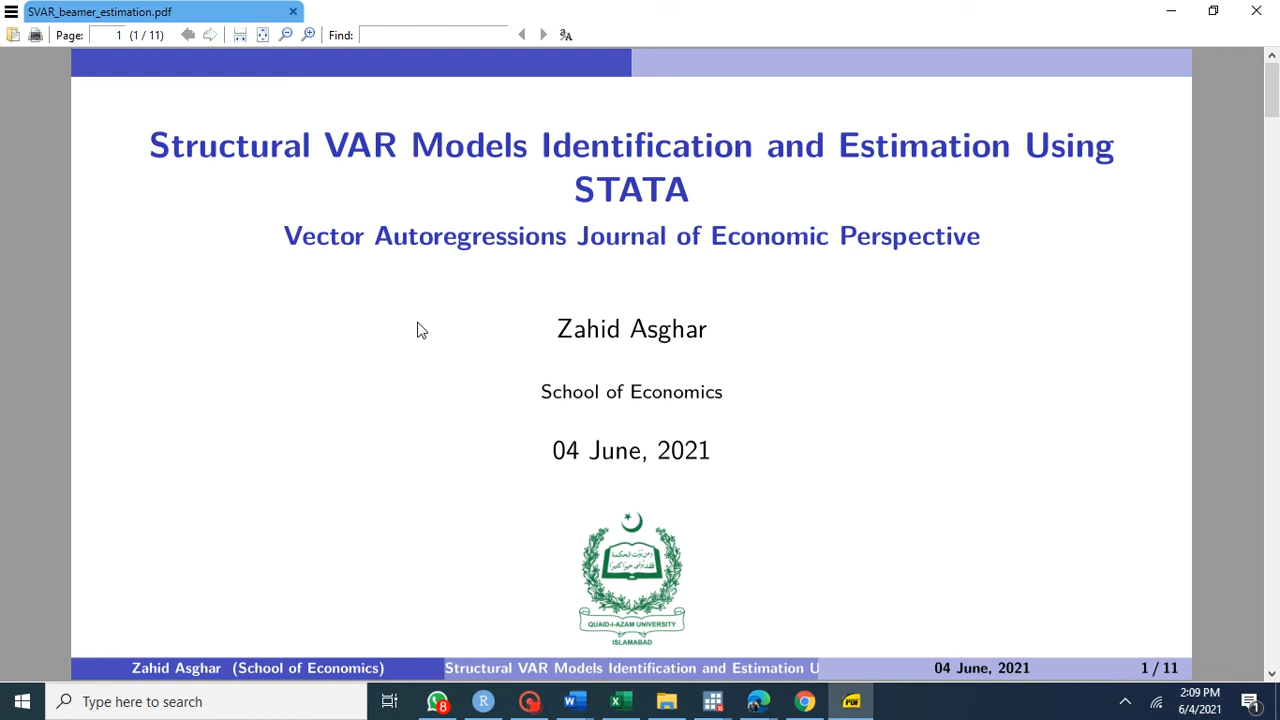 SVAR_beamer_estimation.pdf
Page: 1 (1 / 11) Find:
Structural VAR Models Identification and Estimation Using
STATA
Vector Autoregressions Journal of Economic Perspective
Zahid Asghar
School of Economics
04 June, 2021
QUAID-I-AZAM UNIVERSITY
ISLAMABAD
Zahid Asghar (School of Economics) Structural VAR Models Identification and Estimation U 04 June, 2021 1 / 11
Type here to search
8
2:09 PM
6/4/2021
1